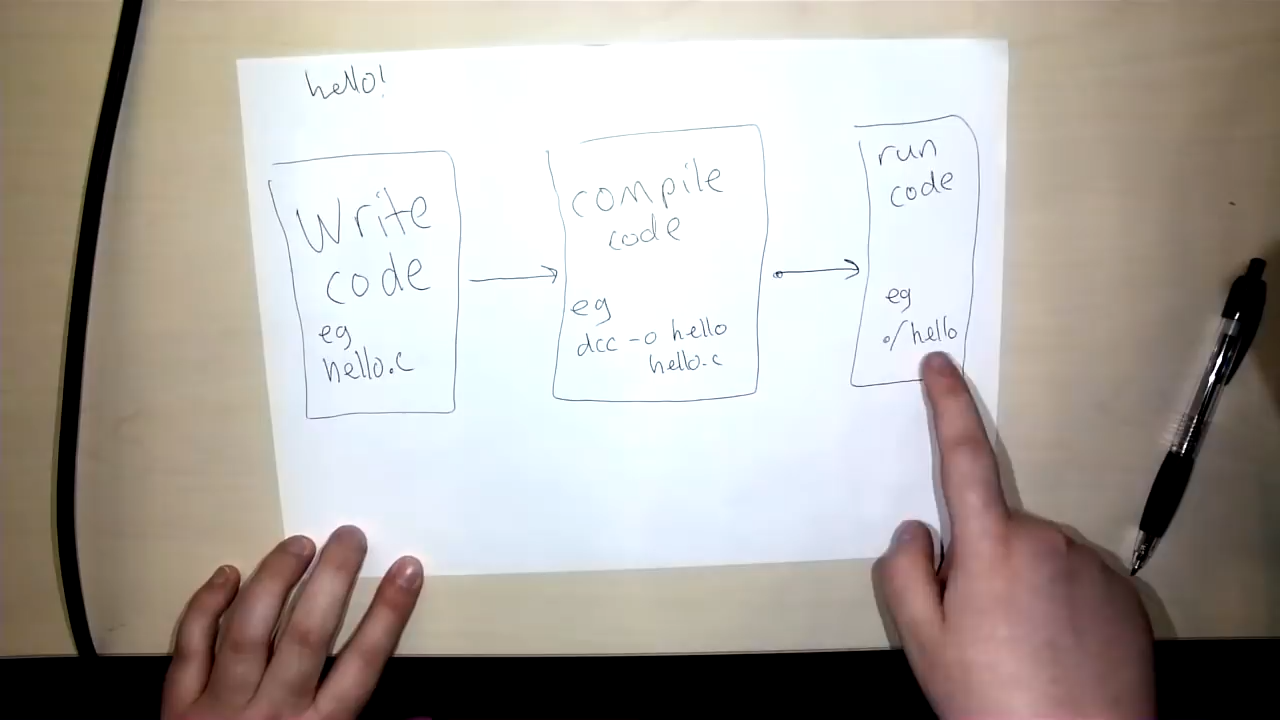 hello!
Write
code
eg
hello.c
compile
code
eg
dcc -o hello
hello.c
run
code
eg
./hello